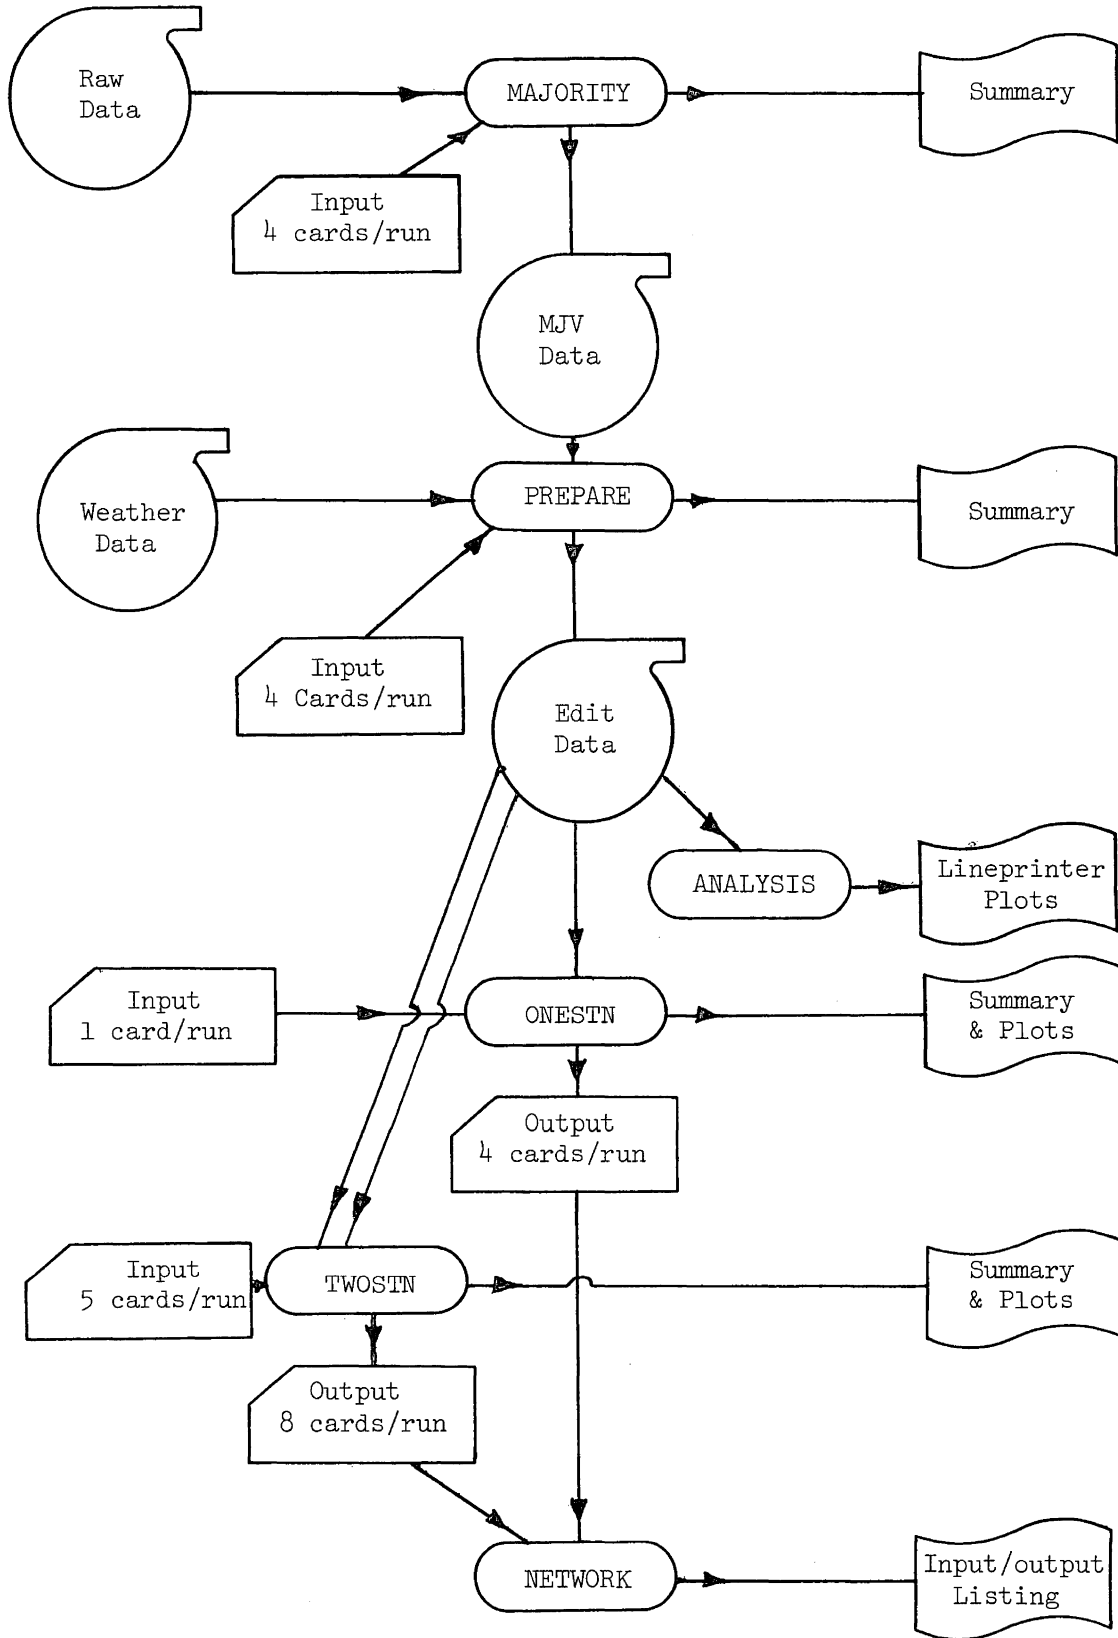 Raw
Data
MAJORITY
Summary
Input
4 cards/run
MJV
Data
Weather
Data
PREPARE
Summary
Input
4 Cards/run
Edit
Data
ANALYSIS
Lineprinter
Plots
Input
1 card/run
ONESTN
Summary
& Plots
Output
4 cards/run
Input
5 cards/run
TWOSTN
Summary
& Plots
Output
8 cards/run
NETWORK
Input/output
Listing